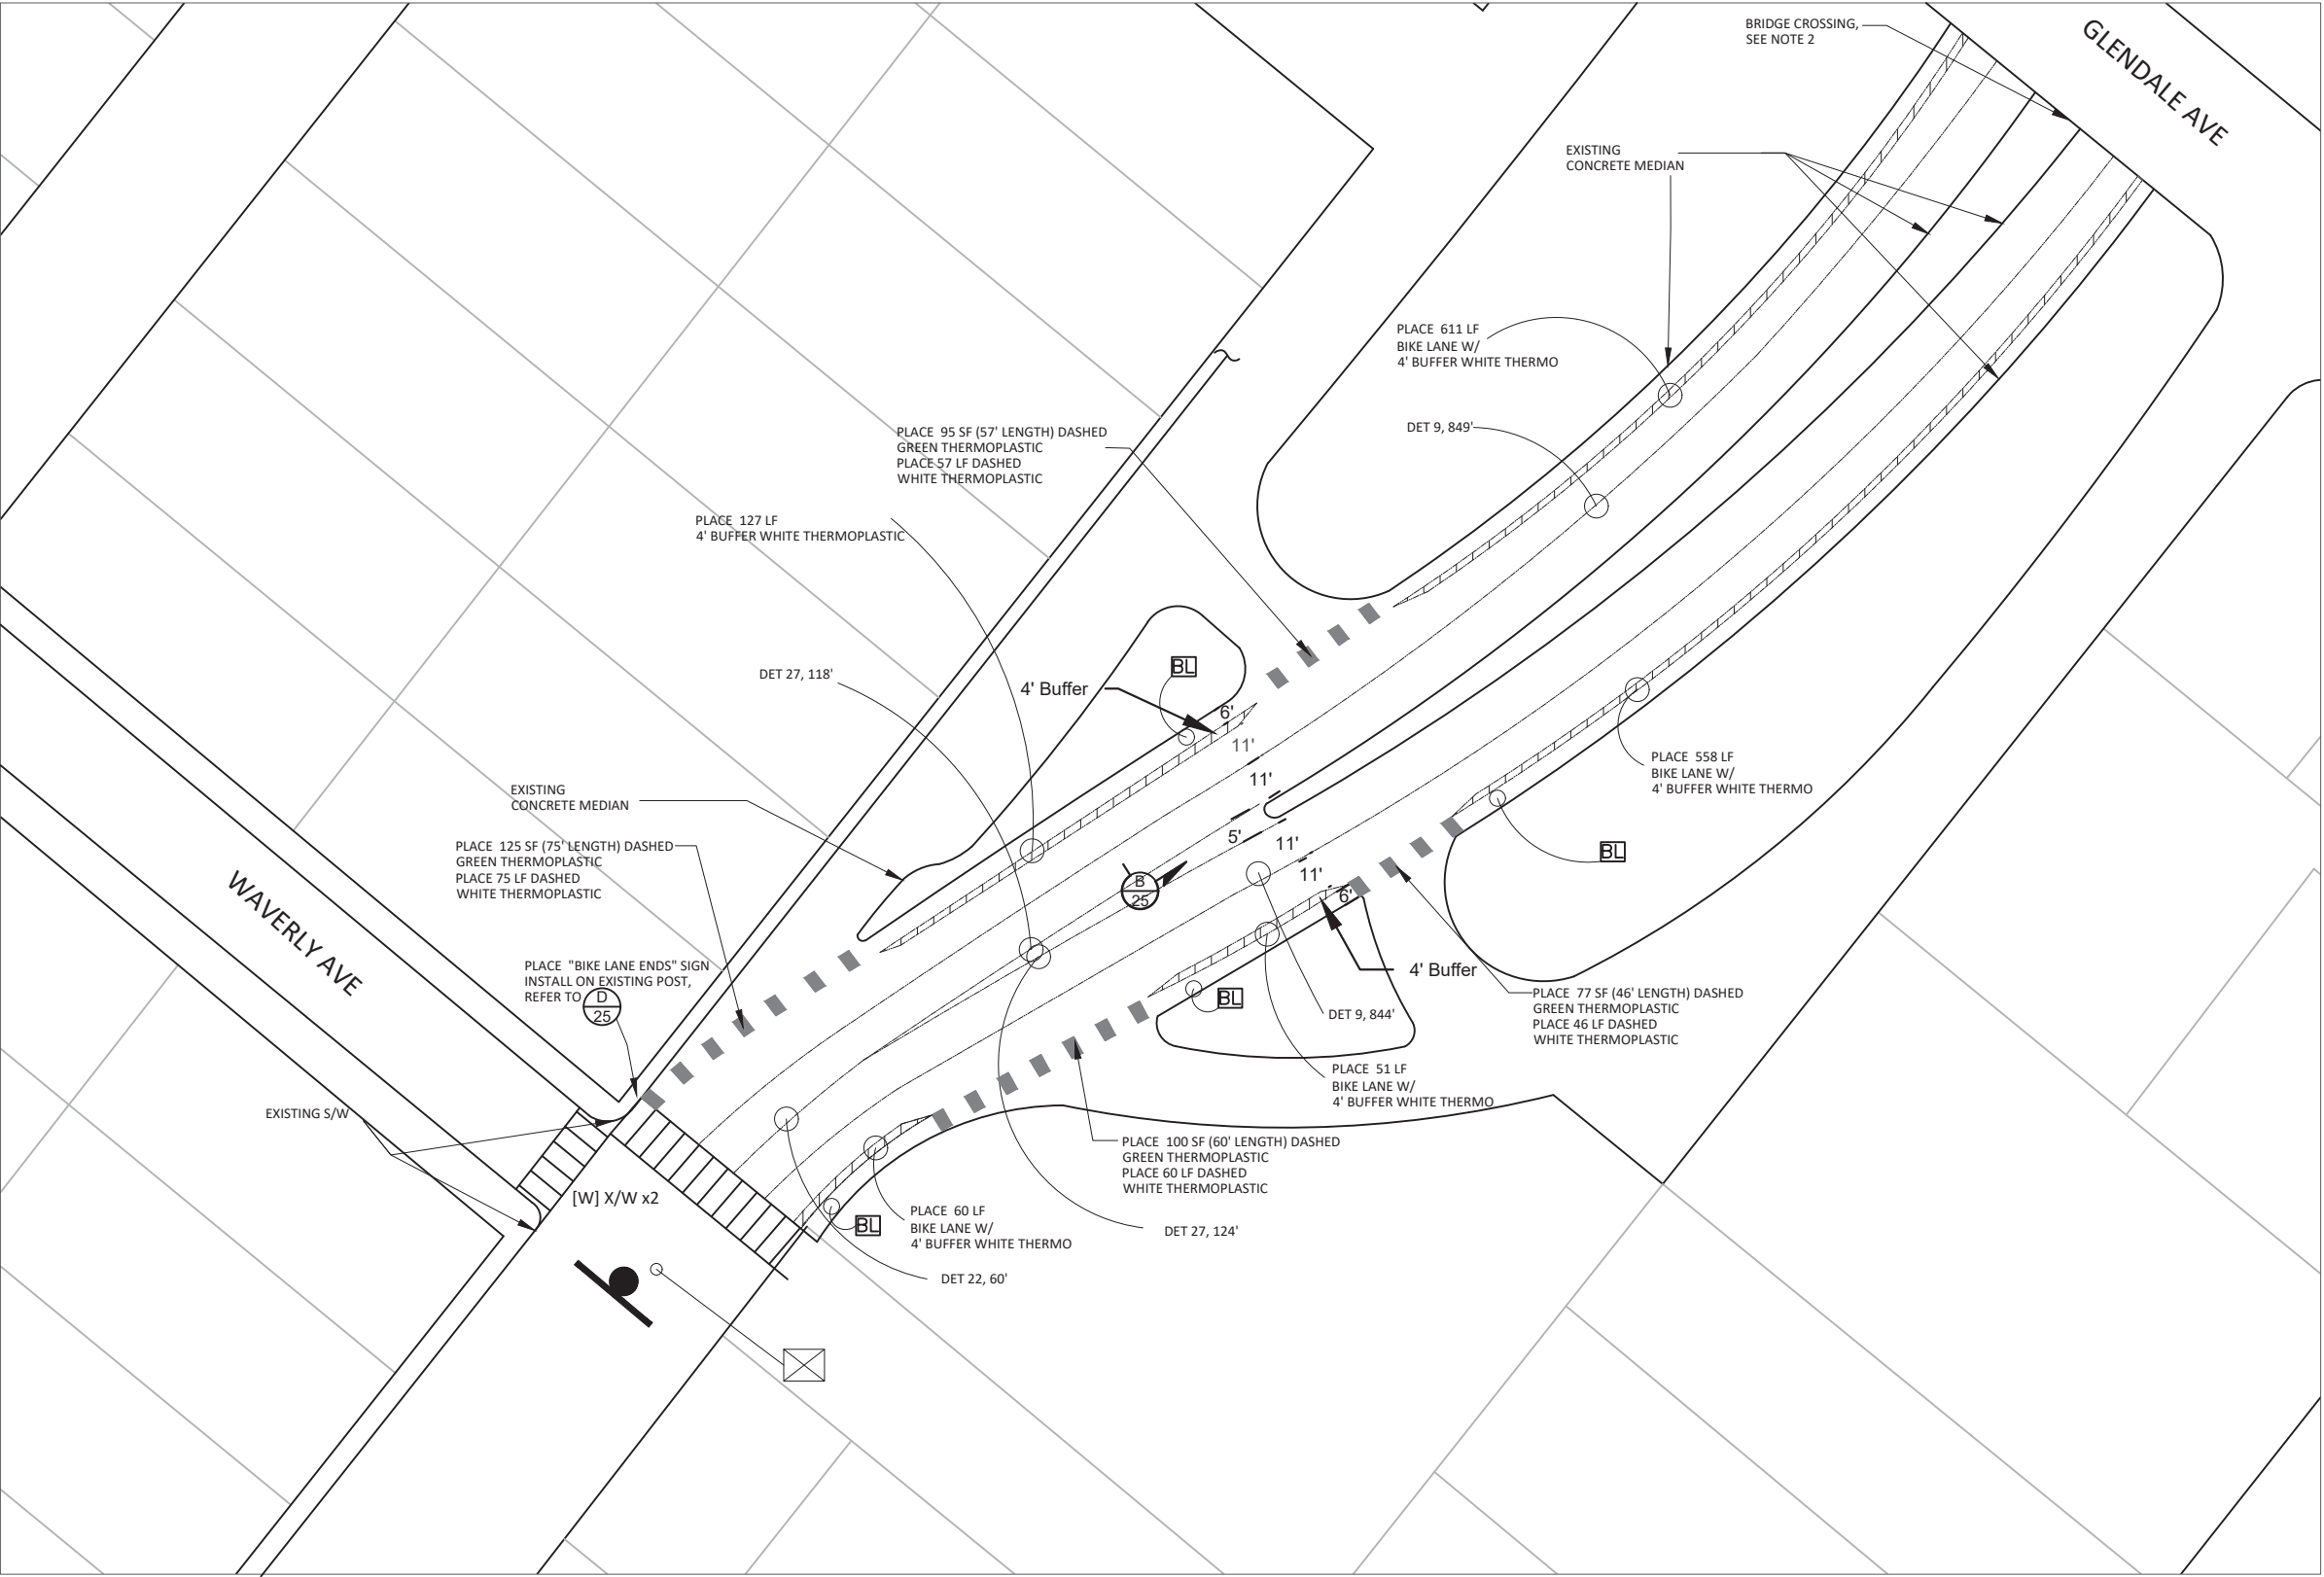 BRIDGE CROSSING,
SEE NOTE 2
GLENDALE AVE
EXISTING
CONCRETE MEDIAN
PLACE 611 LF
BIKE LANE W/
4' BUFFER WHITE THERMO
DET 9, 849'
PLACE 95 SF (57' LENGTH) DASHED
GREEN THERMOPLASTIC
PLACE 57 LF DASHED
WHITE THERMOPLASTIC
PLACE 127 LF
4' BUFFER WHITE THERMOPLASTIC
DET 27, 118'
4' Buffer
BL
6'
11'
11'
5'
11'
11'
6'
B
25
PLACE 558 LF
BIKE LANE W/
4' BUFFER WHITE THERMO
BL
EXISTING
CONCRETE MEDIAN
PLACE 125 SF (75' LENGTH) DASHED
GREEN THERMOPLASTIC
PLACE 75 LF DASHED
WHITE THERMOPLASTIC
WAVERLY AVE
PLACE "BIKE LANE ENDS" SIGN
INSTALL ON EXISTING POST,
REFER TO
D
25
4' Buffer
BL
DET 9, 844'
PLACE 77 SF (46' LENGTH) DASHED
GREEN THERMOPLASTIC
PLACE 46 LF DASHED
WHITE THERMOPLASTIC
PLACE 51 LF
BIKE LANE W/
4' BUFFER WHITE THERMO
EXISTING S/W
PLACE 100 SF (60' LENGTH) DASHED
GREEN THERMOPLASTIC
PLACE 60 LF DASHED
WHITE THERMOPLASTIC
[W] X/W x2
PLACE 60 LF
BIKE LANE W/
4' BUFFER WHITE THERMO
BL
DET 27, 124'
DET 22, 60'